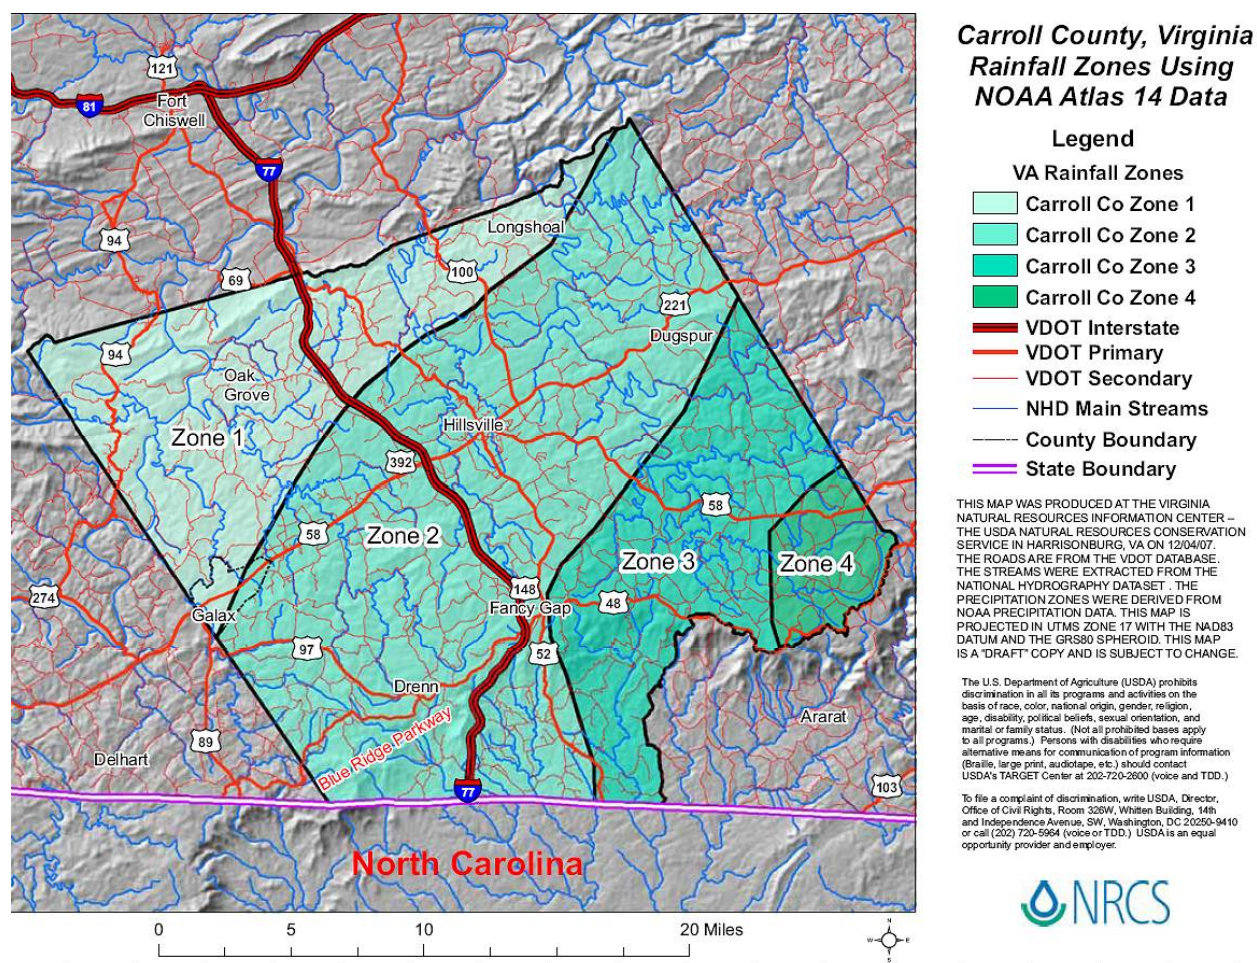 Carroll County, Virginia
Rainfall Zones Using
NOAA Atlas 14 Data
Legend
VA Rainfall Zones
Carroll Co Zone 1
Carroll Co Zone 2
Carroll Co Zone 3
Carroll Co Zone 4
VDOT Interstate
VDOT Primary
VDOT Secondary
NHD Main Streams
County Boundary
State Boundary
THIS MAP WAS PRODUCED AT THE VIRGINIA
NATURAL RESOURCES INFORMATION CENTER –
THE USDA NATURAL RESOURCES CONSERVATION
SERVICE IN HARRISONBURG, VA ON 12/04/07.
THE ROADS ARE FROM THE VDOT DATABASE.
THE STREAMS WERE EXTRACTED FROM THE
NATIONAL HYDROGRAPHY DATASET . THE
PRECIPITATION ZONES WERE DERIVED FROM
NOAA PRECIPITATION DATA. THIS MAP IS
PROJECTED IN UTMS ZONE 17 WITH THE NAD83
DATUM AND THE GRS80 SPHEROID. THIS MAP
IS A "DRAFT" COPY AND IS SUBJECT TO CHANGE.
The U.S. Department of Agriculture (USDA) prohibits
discrimination in all its programs and activities on the
basis of race, color, national origin, gender, religion,
age, disability, political beliefs, sexual orientation, and
marital or family status. (Not all prohibited bases apply
to all programs.) Persons with disabilities who require
alternative means for communication of program information
(Braille, large print, audiotape, etc.) should contact
USDA's TARGET Center at 202-720-2600 (voice and TDD.)
To file a complaint of discrimination, write USDA, Director,
Office of Civil Rights, Room 326W, Whitten Building, 14th
and Independence Avenue, SW, Washington, DC 20250-9410
or call (202) 720-5964 (voice or TDD.) USDA is an equal
opportunity provider and employer.
NRCS
121
81
Fort
Chiswell
77
94
Longshoal
69
100
221
Dugspur
94
Oak
Grove
Zone 1
Hillsville
392
58
58
Zone 2
Zone 3
Zone 4
274
148
48
Galax
Fancy Gap
97
52
Drenn
Ararat
Blue Ridge Parkway
89
Delhart
77
103
North Carolina
0 5 10 20 Miles
N
W E
S